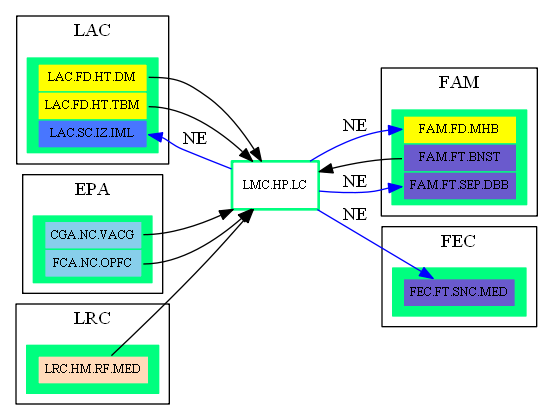 LAC
LAC.FD.HT.DM
LAC.FD.HT.TBM
LAC.SC.IZ.IML
NE
EPA
CGA.NC.VACG
FCA.NC.OPFC
LRC
LRC.HM.RF.MED
LMC.HP.LC
NE
NE
NE
FAM
FAM.FD.MHB
FAM.FT.BNST
FAM.FT.SEP.DBB
FEC
FEC.FT.SNC.MED